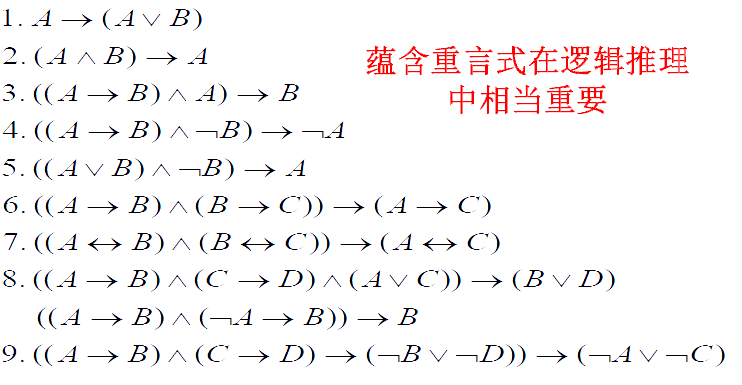 1. A → (A ∨ B)
2. (A ∧ B) → A
3. ((A → B) ∧ A) → B
4. ((A → B) ∧ ¬B) → ¬A
5. ((A ∨ B) ∧ ¬B) → A
6. ((A → B) ∧ (B → C)) → (A → C)
7. ((A ↔ B) ∧ (B ↔ C)) → (A ↔ C)
8. ((A → B) ∧ (C → D) ∧ (A ∨ C)) → (B ∨ D)
((A → B) ∧ (¬A → B)) → B
9. ((A → B) ∧ (C → D) → (¬B ∨ ¬D)) → (¬A ∨ ¬C)
蕴含重言式在逻辑推理
中相当重要